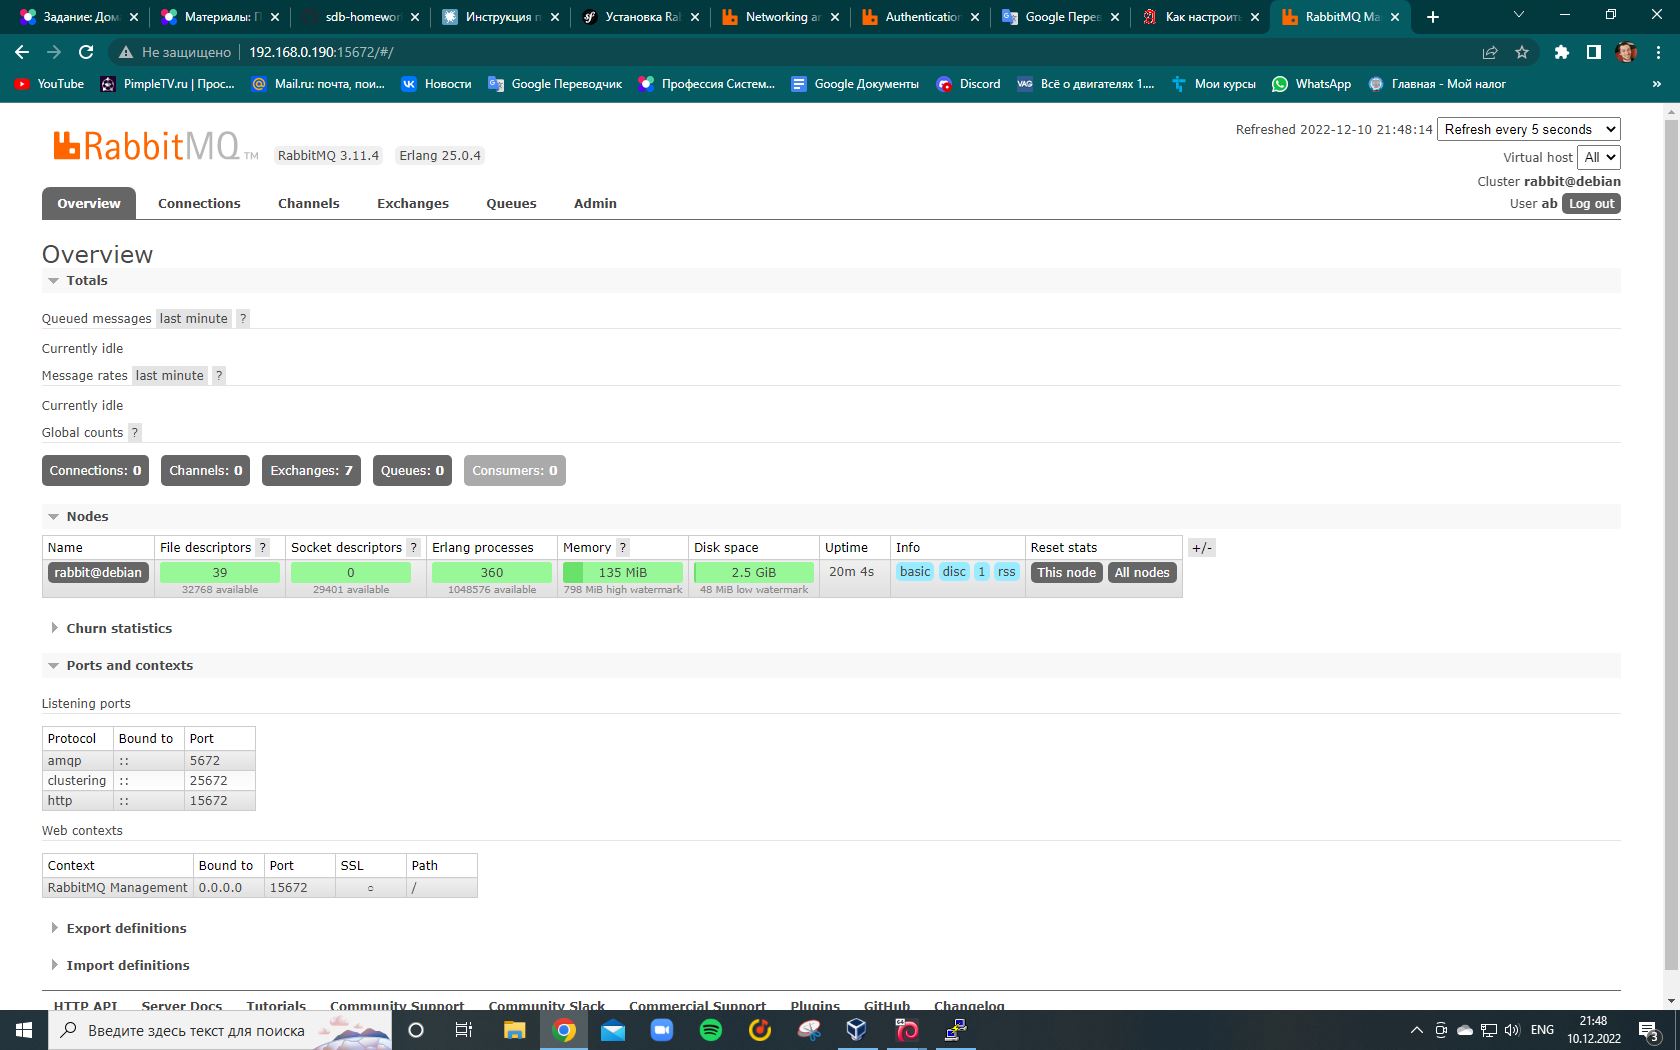 Задание: Дома
Материалы: П
sdb-homewor
Инструкция п
Установка Ral
Networking an
Authentication
Google Перев
Как настроить
RabbitMQ Ma
Не защищено
192.168.0.190:15672/#/
YouTube
PimpleTV.ru | Прос...
Mail.ru: почта, пои...
Новости
Google Переводчик
Профессия Систем...
Google Документы
Discord
Всё о двигателях 1....
Мои курсы
WhatsApp
Главная - Мой налог
»
RabbitMQ TM
RabbitMQ 3.11.4
Erlang 25.0.4
Refreshed 2022-12-10 21:48:14
Refresh every 5 seconds
Virtual host All
Cluster rabbit@debian
User ab Log out
Overview
Connections
Channels
Exchanges
Queues
Admin
Overview
Totals
Queued messages last minute ?
Currently idle
Message rates last minute ?
Currently idle
Global counts ?
Connections: 0
Channels: 0
Exchanges: 7
Queues: 0
Consumers: 0
Nodes
Name File descriptors ? Socket descriptors ? Erlang processes Memory ? Disk space Uptime Info Reset stats +/-
rabbit@debian 39 0 360 135 MiB 2.5 GiB 20m 4s basic disc 1 rss This node All nodes
32768 available 29401 available 1048576 available 798 MiB high watermark 48 MiB low watermark
Churn statistics
Ports and contexts
Listening ports
Protocol Bound to Port
amqp :: 5672
clustering :: 25672
http :: 15672
Web contexts
Context Bound to Port SSL Path
RabbitMQ Management 0.0.0.0 15672 ○ /
Export definitions
Import definitions
HTTP API Server Docs Tutorials Community Support Community Slack Commercial Support Plugins GitHub Changelog
Введите здесь текст для поиска
ENG
21:48
10.12.2022
3